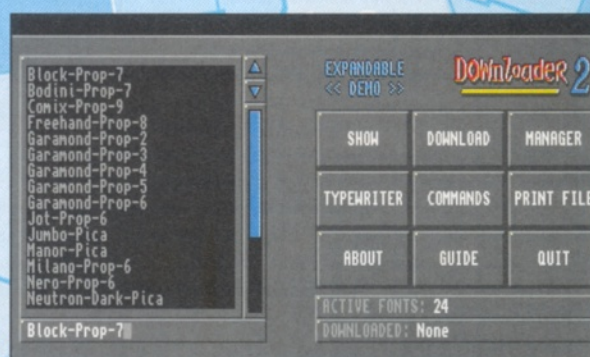 Block-Prop-7
Bodini-Prop-7
Comix-Prop-9
Freehand-Prop-8
Garamond-Prop-2
Garamond-Prop-3
Garamond-Prop-4
Garamond-Prop-5
Garamond-Prop-6
Jot-Prop-6
Jumbo-Pica
Manor-Pica
Milano-Prop-6
Nero-Prop-6
Neutron-Dark-Pica
Block-Prop-7
EXPANDABLE
<< DEMO >>
DOWnloadeR 2
SHOW DOWNLOAD MANAGER
TYPEWRITER COMMANDS PRINT FILE
ABOUT GUIDE QUIT
ACTIVE FONTS: 24
DOWNLOADED: None